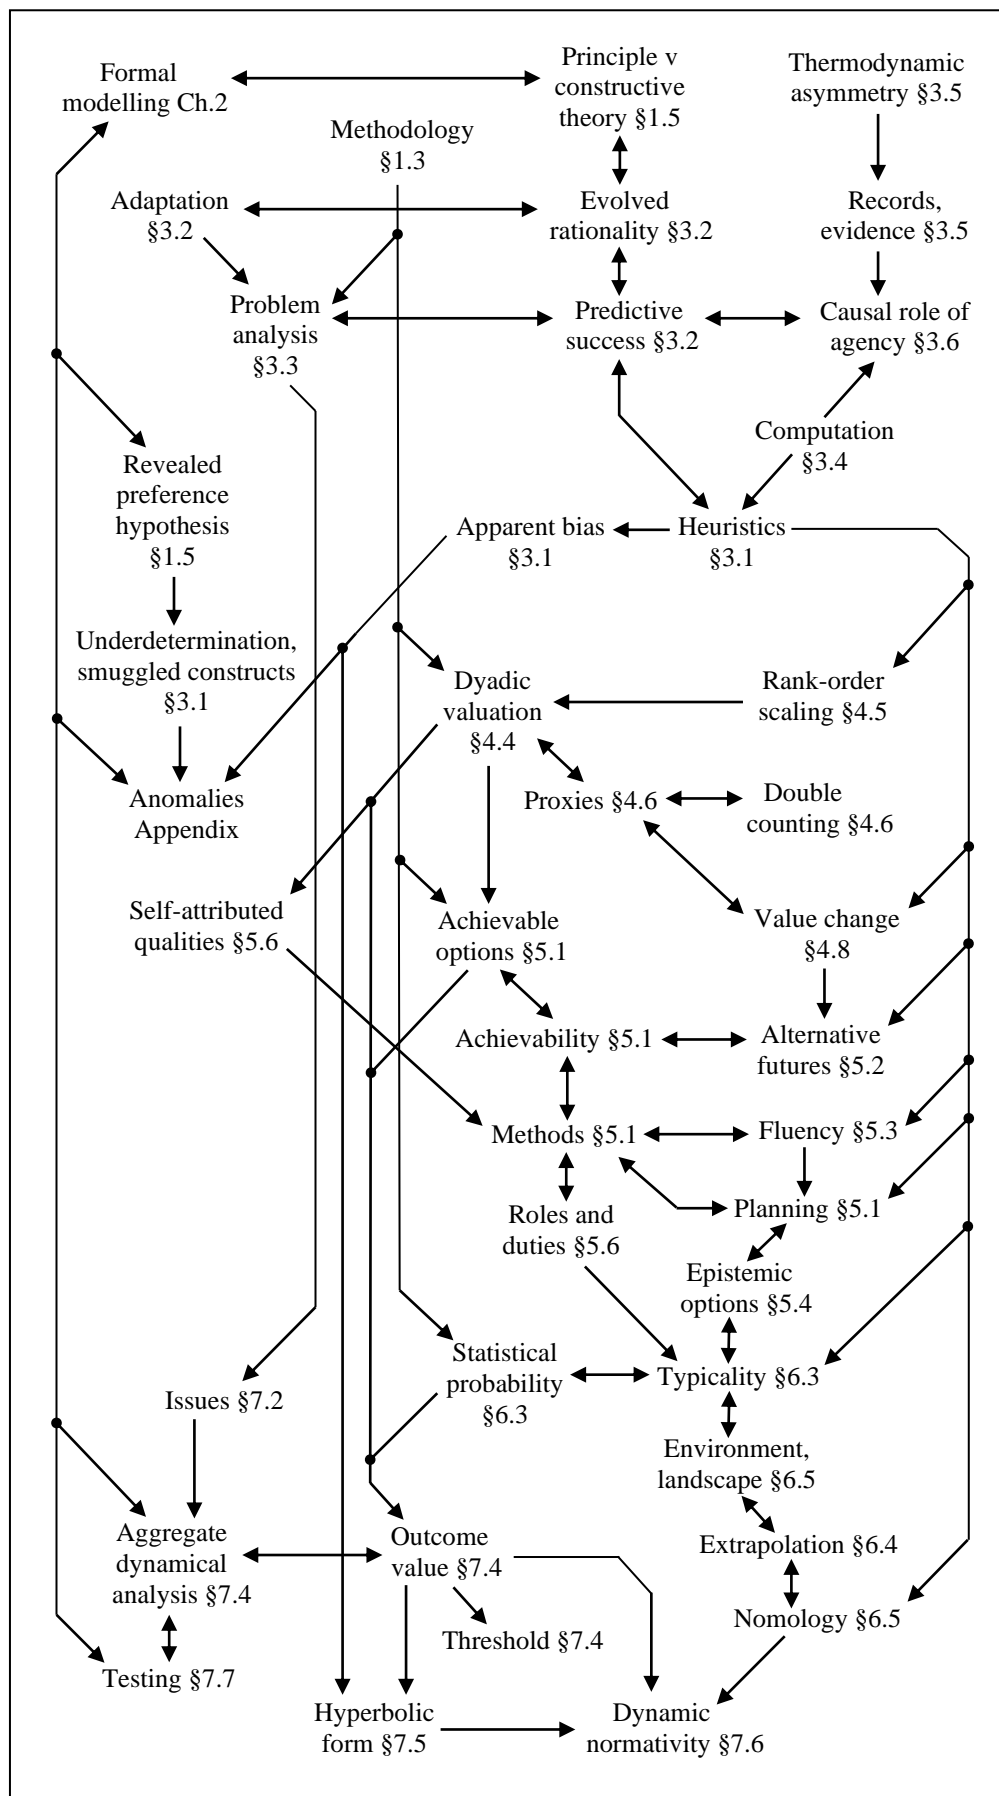 Formal
modelling Ch.2
Principle v
constructive
theory §1.5
Thermodynamic
asymmetry §3.5
Methodology
§1.3
Adaptation
§3.2
Evolved
rationality §3.2
Records,
evidence §3.5
Problem
analysis
§3.3
Predictive
success §3.2
Causal role of
agency §3.6
Computation
§3.4
Revealed
preference
hypothesis
§1.5
Apparent bias
§3.1
Heuristics
§3.1
Underdetermination,
smuggled constructs
§3.1
Dyadic
valuation
§4.4
Rank-order
scaling §4.5
Anomalies
Appendix
Proxies §4.6
Double
counting §4.6
Self-attributed
qualities §5.6
Achievable
options §5.1
Value change
§4.8
Achievability §5.1
Alternative
futures §5.2
Methods §5.1
Fluency §5.3
Planning §5.1
Roles and
duties §5.6
Epistemic
options §5.4
Statistical
probability
§6.3
Typicality §6.3
Issues §7.2
Environment,
landscape §6.5
Aggregate
dynamical
analysis §7.4
Outcome
value §7.4
Extrapolation §6.4
Nomology §6.5
Threshold §7.4
Testing §7.7
Hyperbolic
form §7.5
Dynamic
normativity §7.6